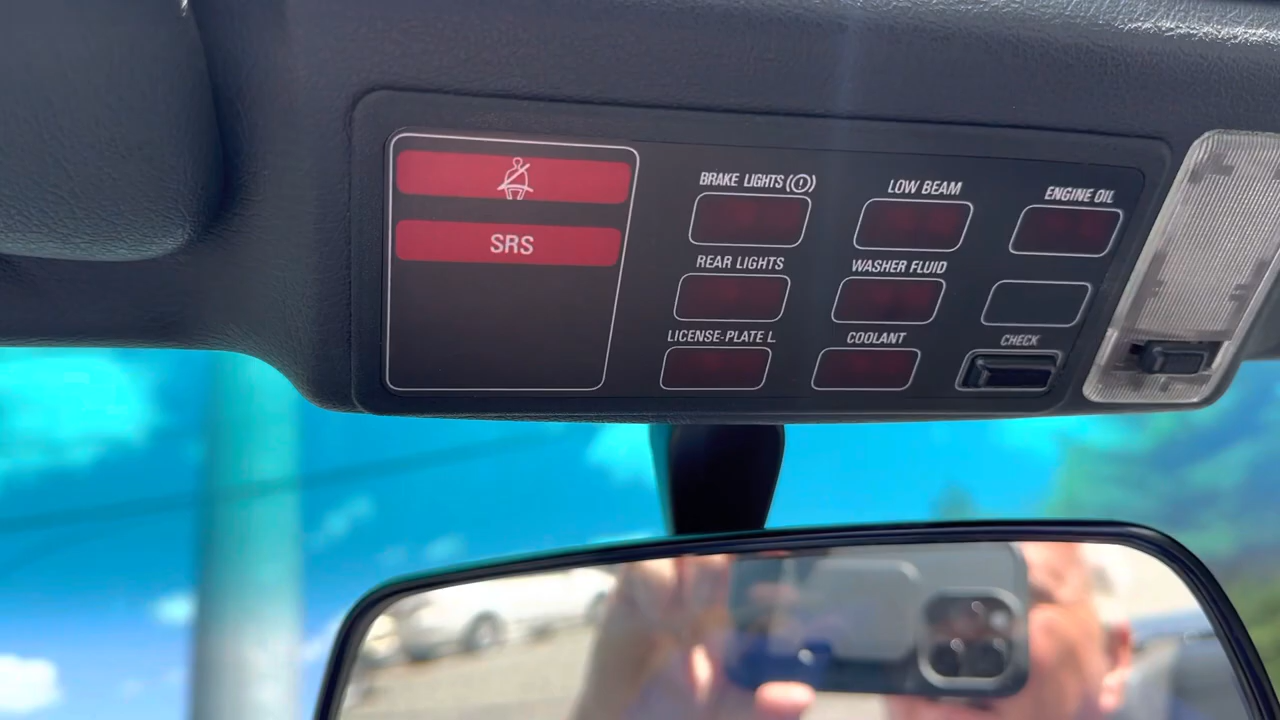 SRS
BRAKE LIGHTS (!)
LOW BEAM
ENGINE OIL
REAR LIGHTS
WASHER FLUID
LICENSE-PLATE L.
COOLANT
CHECK